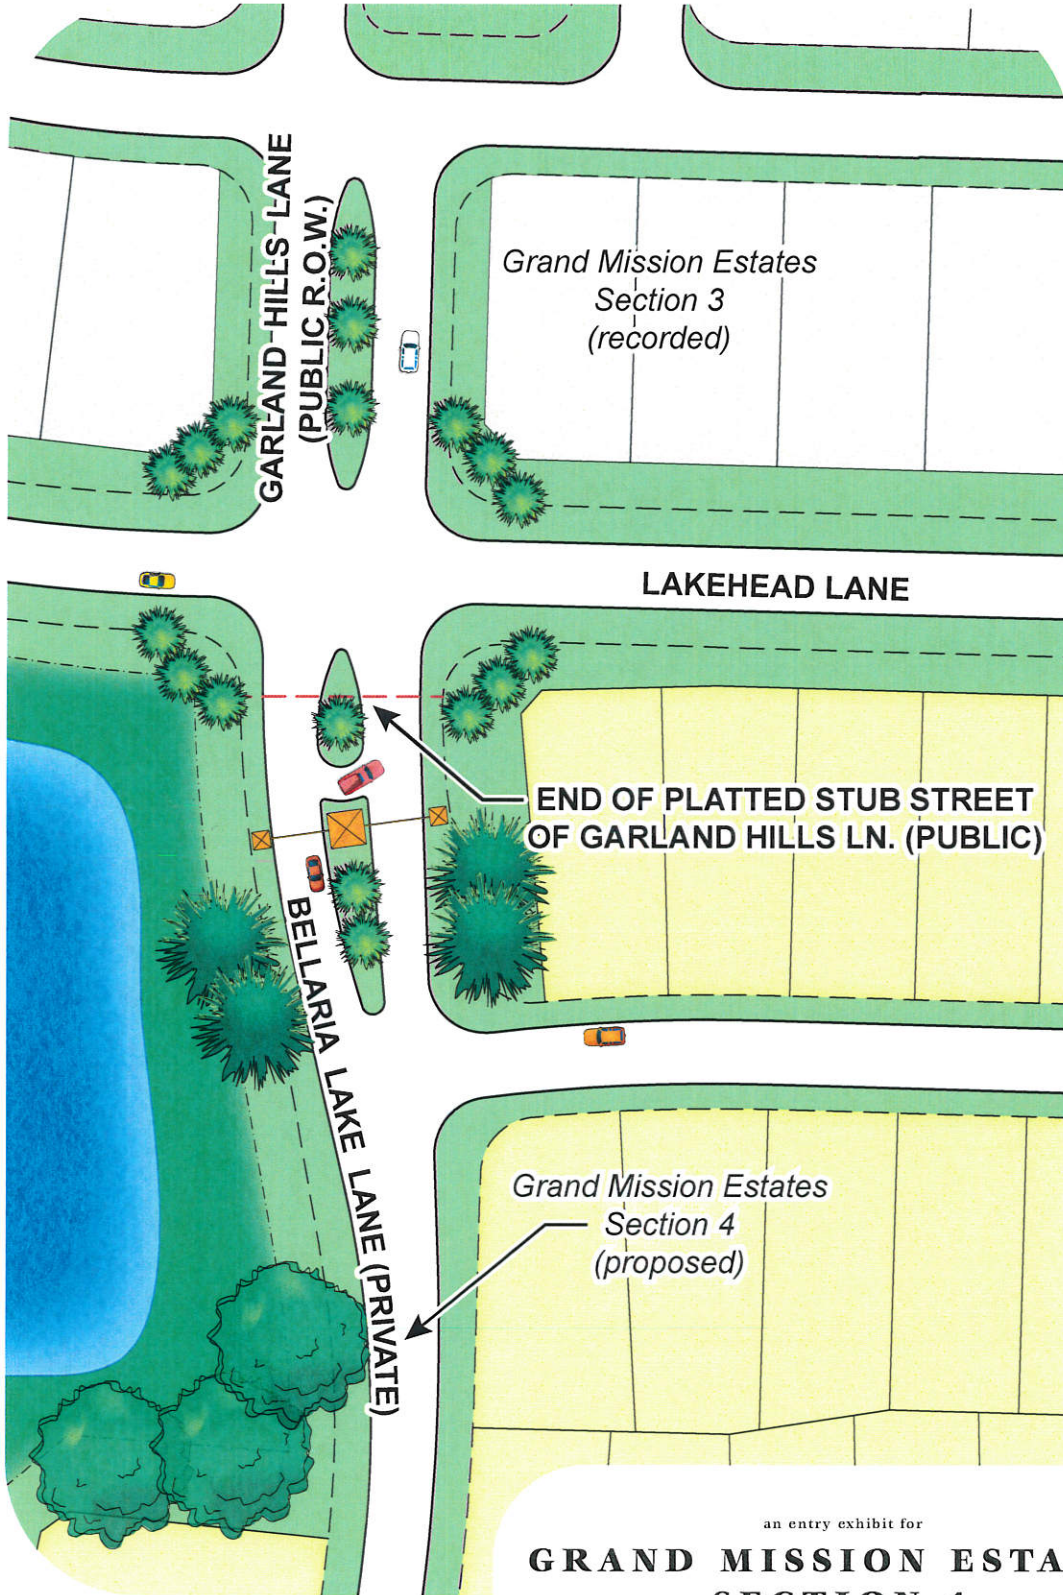 GARLAND HILLS LANE
(PUBLIC R.O.W.)
Grand Mission Estates
Section 3
(recorded)
LAKEHEAD LANE
END OF PLATTED STUB STREET
OF GARLAND HILLS LN. (PUBLIC)
BELLARIA LAKE LANE (PRIVATE)
Grand Mission Estates
Section 4
(proposed)
an entry exhibit for
GRAND MISSION ESTA